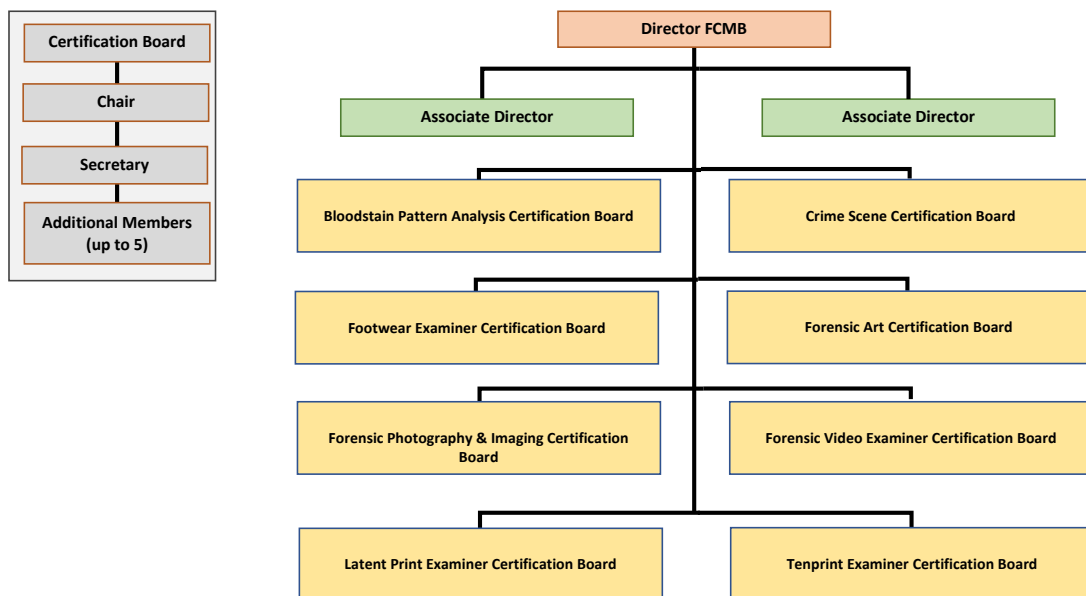 Certification Board
Chair
Secretary
Additional Members
(up to 5)
Director FCMB
Associate Director
Associate Director
Bloodstain Pattern Analysis Certification Board
Crime Scene Certification Board
Footwear Examiner Certification Board
Forensic Art Certification Board
Forensic Photography & Imaging Certification
Board
Forensic Video Examiner Certification Board
Latent Print Examiner Certification Board
Tenprint Examiner Certification Board